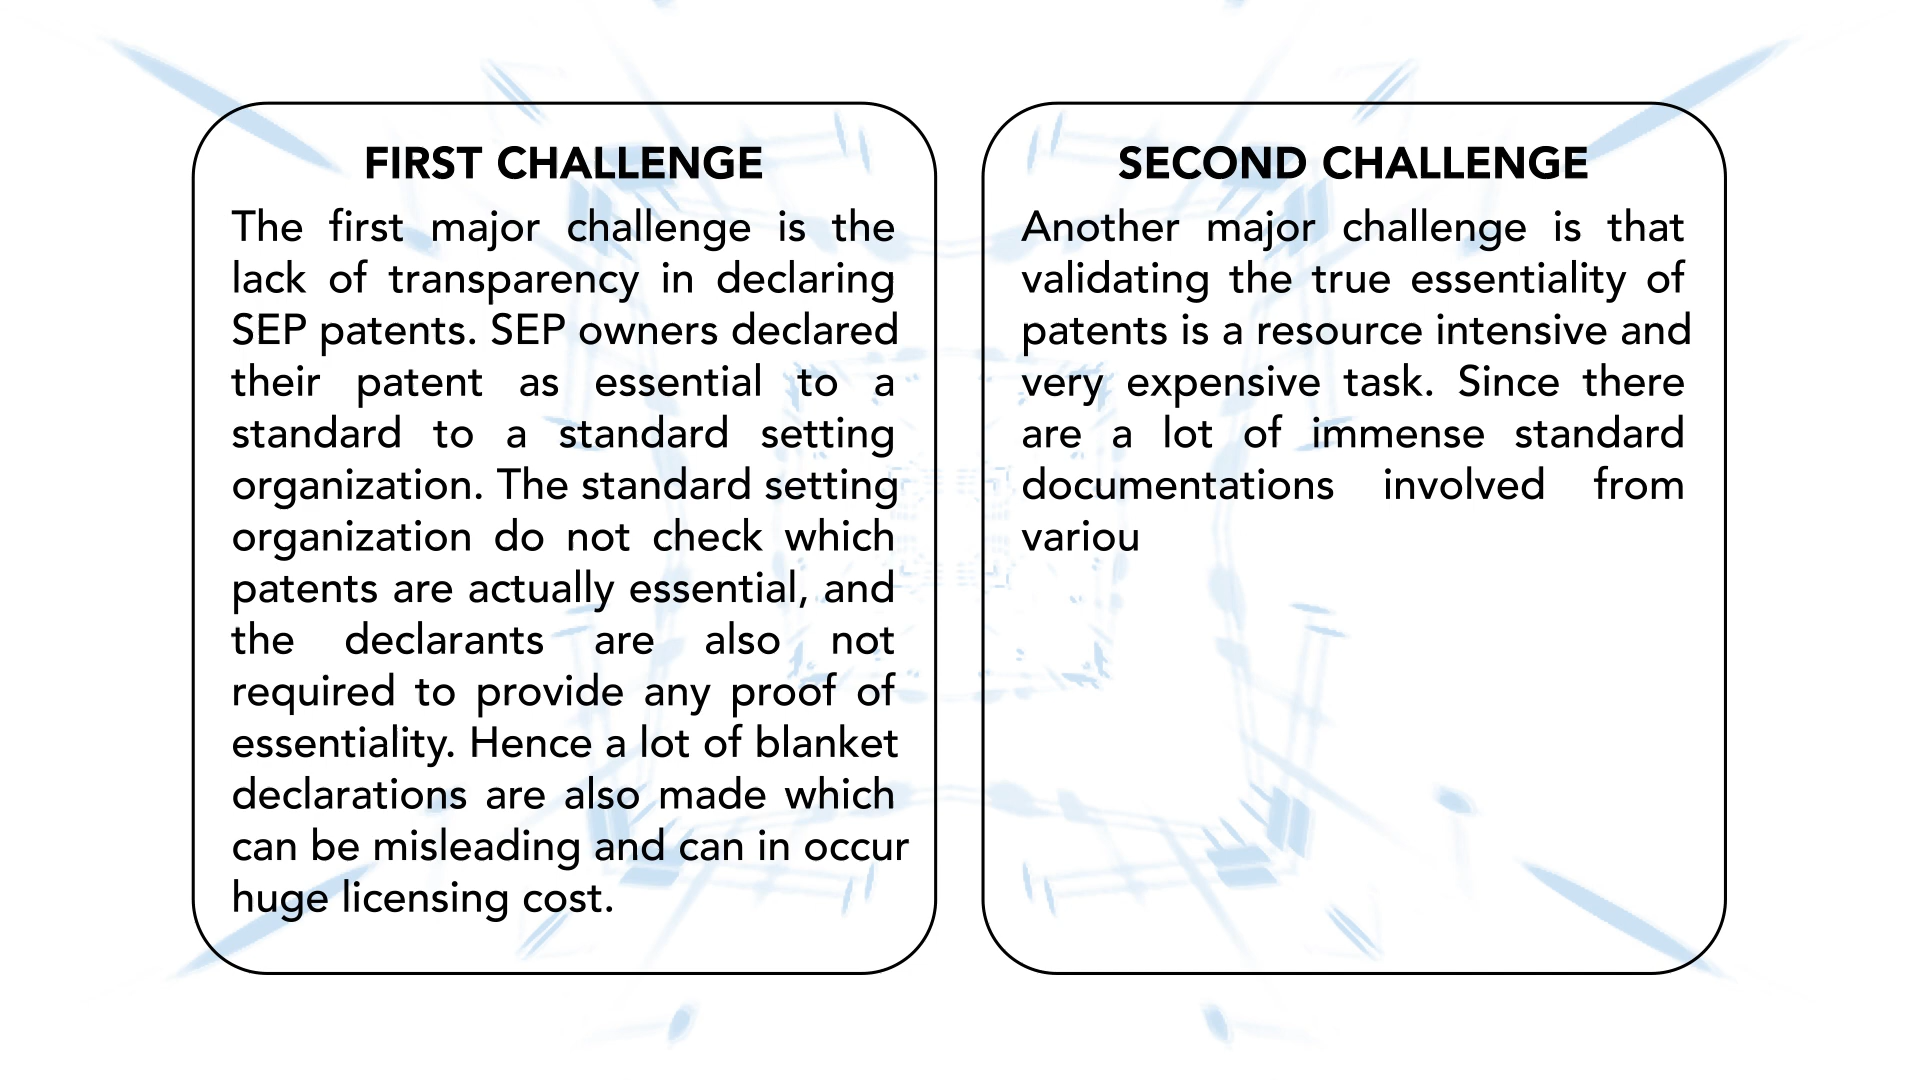 FIRST CHALLENGE
The first major challenge is the
lack of transparency in declaring
SEP patents. SEP owners declared
their patent as essential to a
standard to a standard setting
organization. The standard setting
organization do not check which
patents are actually essential, and
the declarants are also not
required to provide any proof of
essentiality. Hence a lot of blanket
declarations are also made which
can be misleading and can in occur
huge licensing cost.
SECOND CHALLENGE
Another major challenge is that
validating the true essentiality of
patents is a resource intensive and
very expensive task. Since there
are a lot of immense standard
documentations involved from
variou